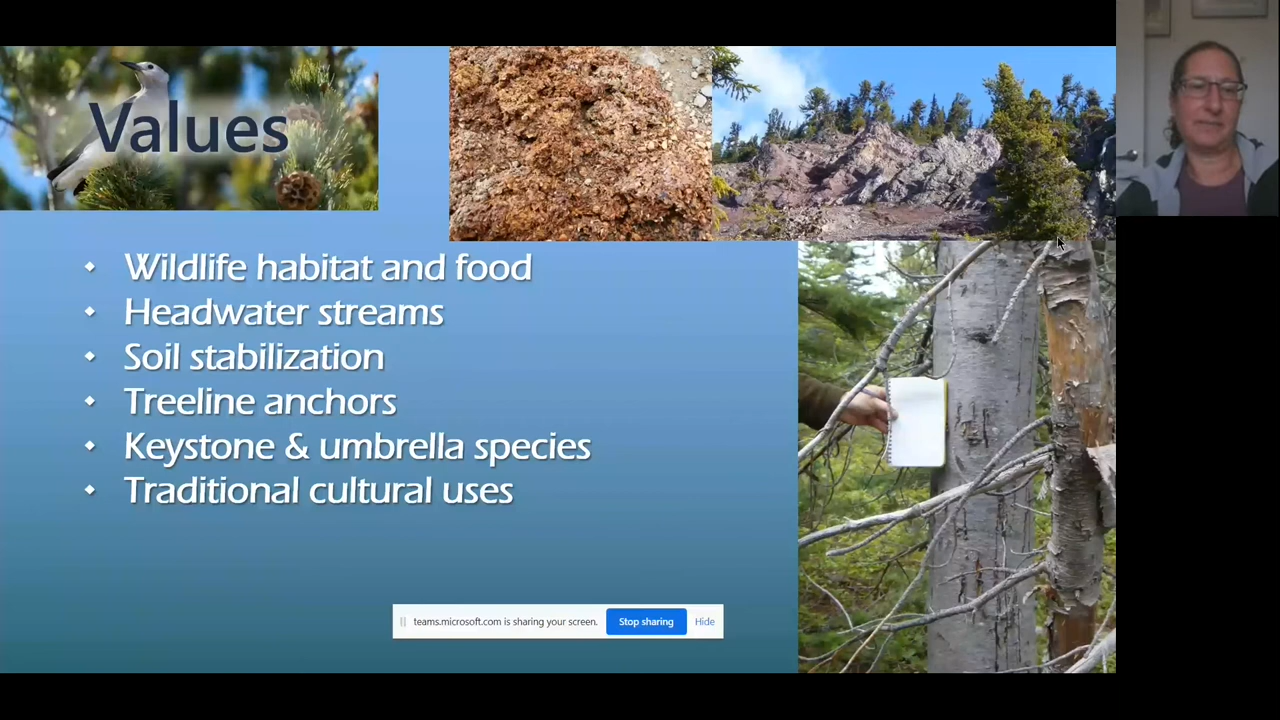 Values
Wildlife habitat and food
Headwater streams
Soil stabilization
Treeline anchors
Keystone & umbrella species
Traditional cultural uses
teams.microsoft.com is sharing your screen. Stop sharing Hide